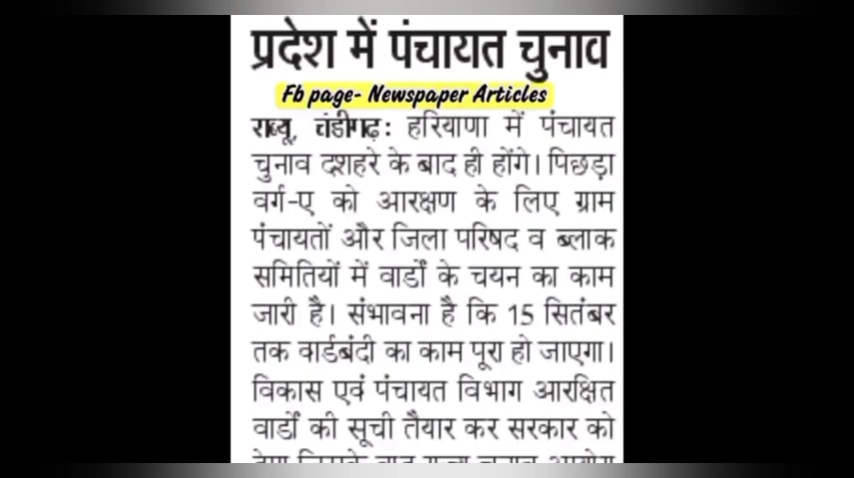 प्रदेश में पंचायत चुनाव
Fb page- Newspaper Articles
राब्यू, चंडीगढ़: हरियाणा में पंचायत
चुनाव दशहरे के बाद ही होंगे। पिछड़ा
वर्ग-ए को आरक्षण के लिए ग्राम
पंचायतों और जिला परिषद व ब्लाक
समितियों में वार्डों के चयन का काम
जारी है। संभावना है कि 15 सितंबर
तक वार्डबंदी का काम पूरा हो जाएगा।
विकास एवं पंचायत विभाग आरक्षित
वार्डों की सूची तैयार कर सरकार को